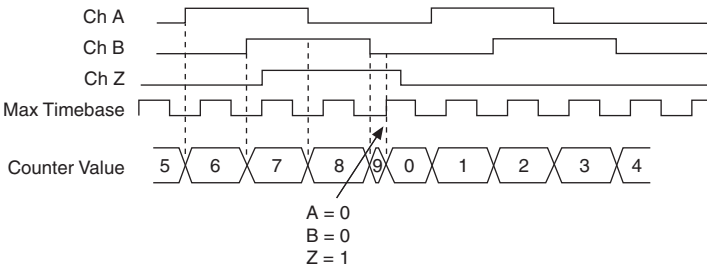 Ch A
Ch B
Ch Z
Max Timebase
Counter Value 5 6 7 8 9 0 1 2 3 4
A = 0
B = 0
Z = 1